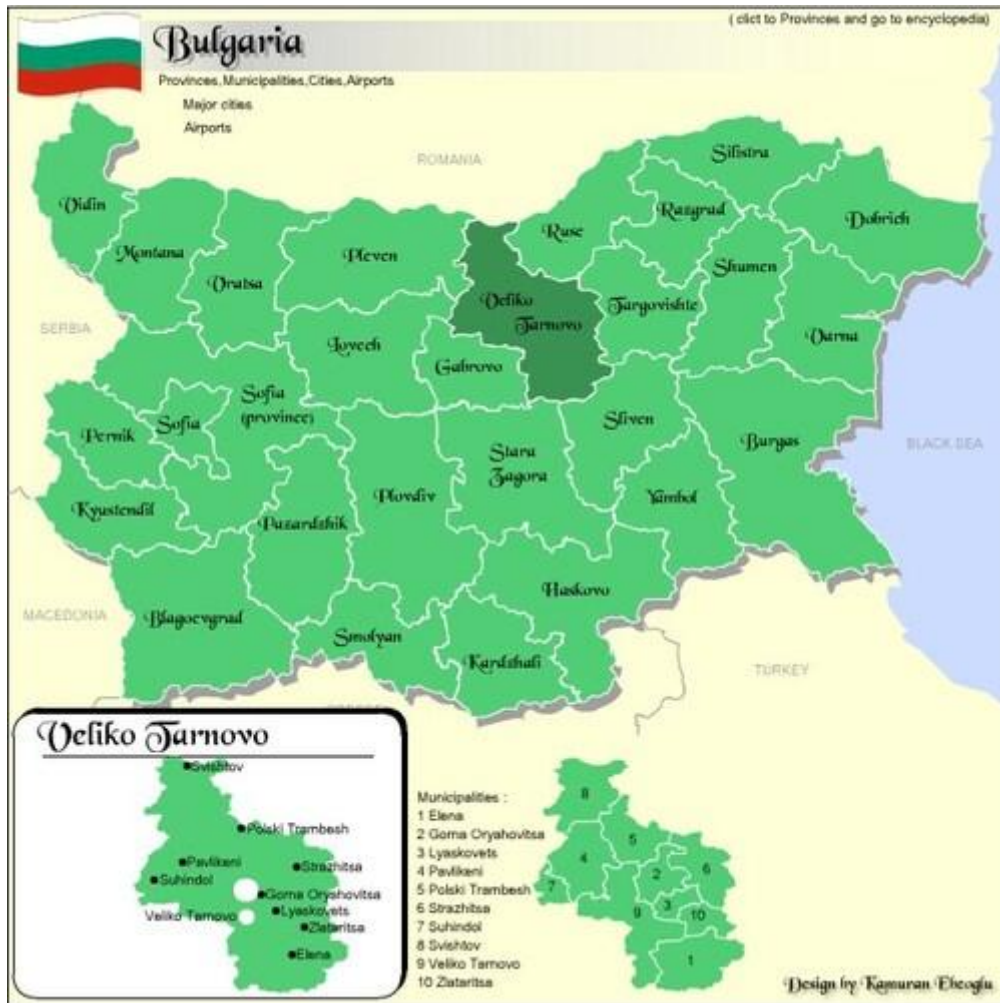 ( clict to Provinces and go to encyclopedia)
Bulgaria
Provinces,Municipalities,Cities,Airports
Major cities
Airports
ROMANIA
Silistra
Vidin
Razgrad
Dobrich
Ruse
Montana
Pleven
Shumen
Vratsa
Veliko
Tarnovo
Targovishte
SERBIA
Lovech
Varna
Gabrovo
Sofia
(province)
Sofia
Pernik
Sliven
Burgas
BLACK SEA
Stara
Zagora
Kyustendil
Plovdiv
Yambol
Pazardzhik
Haskovo
MACEDONIA
Blagoevgrad
Smolyan
Kardzhali
TURKEY
Veliko Tarnovo
Svishtov
Polski Trambesh
Pavlikeni
Strazhitsa
Suhindol
Gorna Oryahovitsa
Lyaskovets
Veliko Tarnovo
Zlataritsa
Elena
Municipalities :
1 Elena
2 Gorna Oryahovitsa
3 Lyaskovets
4 Pavlikeni
5 Polski Trambesh
6 Strazhitsa
7 Suhindol
8 Svishtov
9 Veliko Tarnovo
10 Zlataritsa
8
5
4
2
6
7
3
9
10
1
Design by Kamuran Ebeoglu